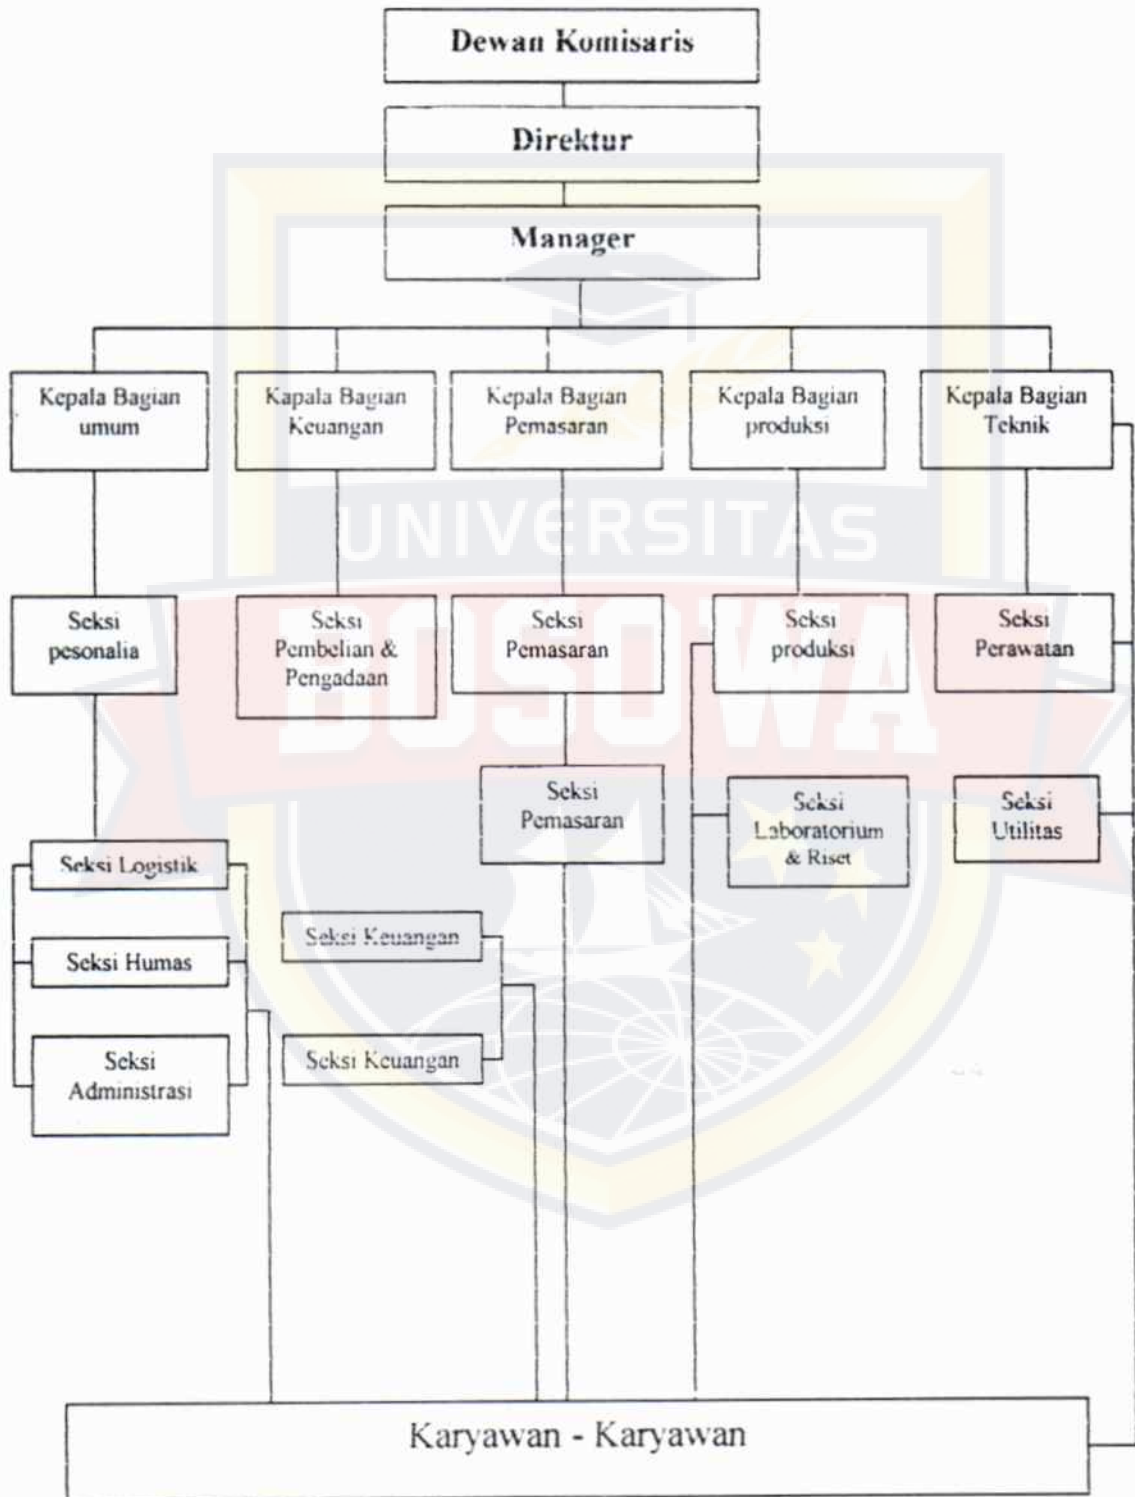 Dewan Komisaris
Direktur
Manager
Kepala Bagian
umum
Kapala Bagian
Keuangan
Kepala Bagian
Pemasaran
Kepala Bagian
produksi
Kepala Bagian
Teknik
UNIVERSITAS
BOSOWA
Seksi
pesonalia
Seksi
Pembelian &
Pengadaan
Seksi
Pemasaran
Seksi
produksi
Seksi
Perawatan
Seksi
Pemasaran
Seksi
Laboratorium
& Riset
Seksi
Utilitas
Seksi Logistik
Seksi Humas
Seksi
Administrasi
Seksi Keuangan
Seksi Keuangan
Karyawan - Karyawan